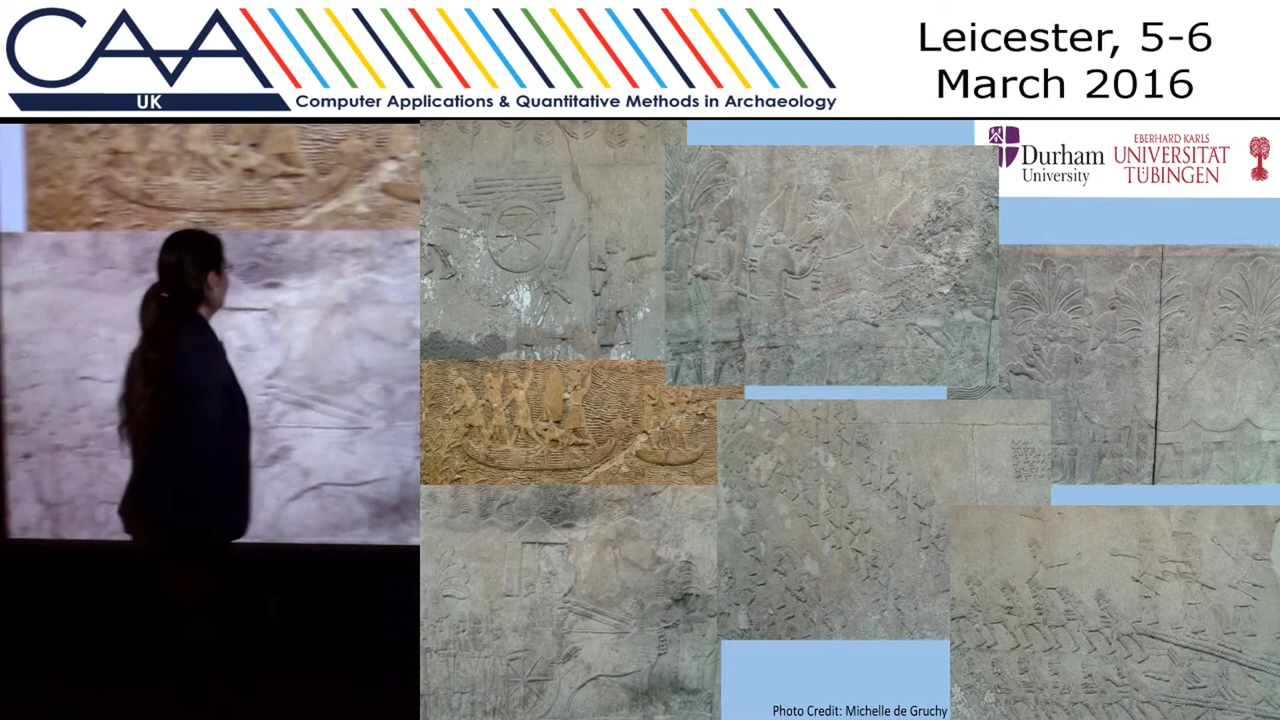 CAA
UK
Computer Applications & Quantitative Methods in Archaeology
Leicester, 5-6
March 2016
Durham
University
EBERHARD KARLS
UNIVERSITÄT
TÜBINGEN
Photo Credit: Michelle de Gruchy